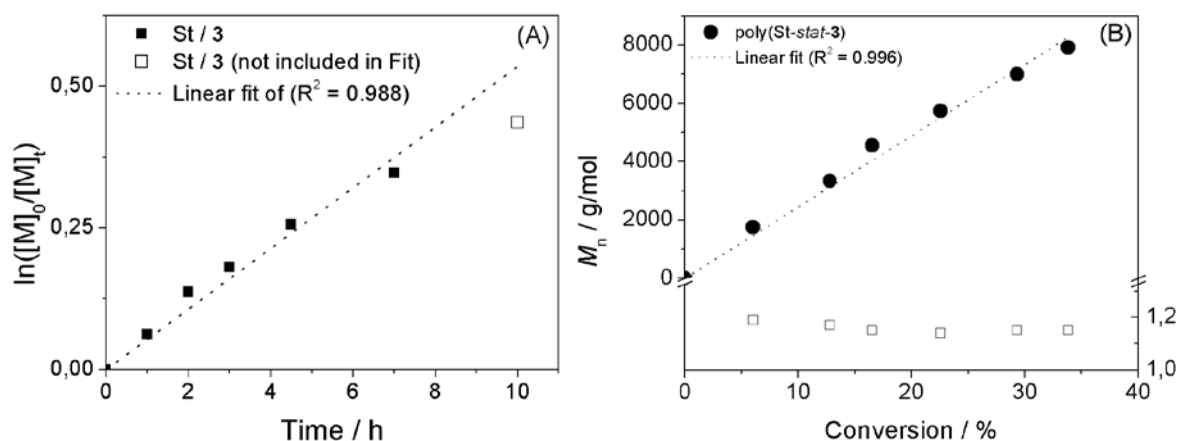 St / 3
St / 3 (not included in Fit)
Linear fit of (R² = 0.988)
(A)
0,50
0,25
0,00
ln([M]₀/[M]ₜ)
0 2 4 6 8 10
Time / h
poly(St-stat-3)
Linear fit (R² = 0.996)
(B)
8000
6000
4000
2000
0
Mₙ / g/mol
1,2
1,0
0 10 20 30 40
Conversion / %